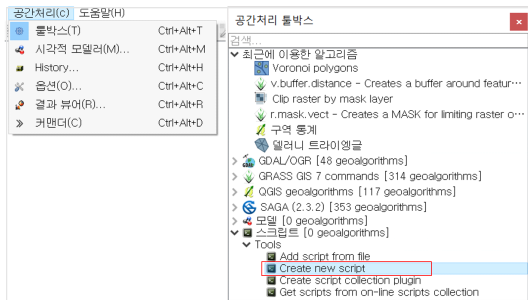 공간처리(c) 도움말(H)
툴박스(T) Ctrl+Alt+T
시각적 모델러(M)... Ctrl+Alt+M
History... Ctrl+Alt+H
옵션(O)... Ctrl+Alt+C
결과 뷰어(R)... Ctrl+Alt+R
커맨더(C) Ctrl+Alt+D
공간처리 툴박스
검색...
최근에 이용한 알고리즘
Voronoi polygons
v.buffer.distance - Creates a buffer around featur...
Clip raster by mask layer
r.mask.vect - Creates a MASK for limiting raster o...
구역 통계
델러니 트라이앵글
GDAL/OGR [48 geoalgorithms]
GRASS GIS 7 commands [314 geoalgorithms]
QGIS geoalgorithms [117 geoalgorithms]
SAGA (2.3.2) [353 geoalgorithms]
모델 [0 geoalgorithms]
스크립트 [0 geoalgorithms]
Tools
Add script from file
Create new script
Create script collection plugin
Get scripts from on-line scripts collection